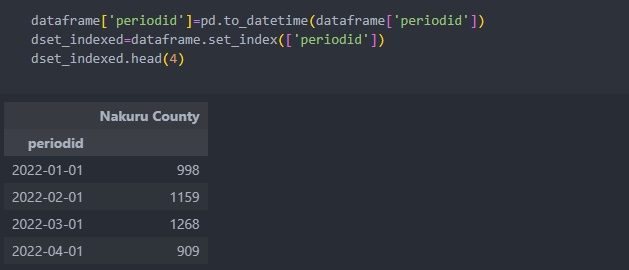 dataframe['periodid']=pd.to_datetime(dataframe['periodid'])
dset_indexed=dataframe.set_index(['periodid'])
dset_indexed.head(4)
Nakuru County
periodid
2022-01-01 998
2022-02-01 1159
2022-03-01 1268
2022-04-01 909